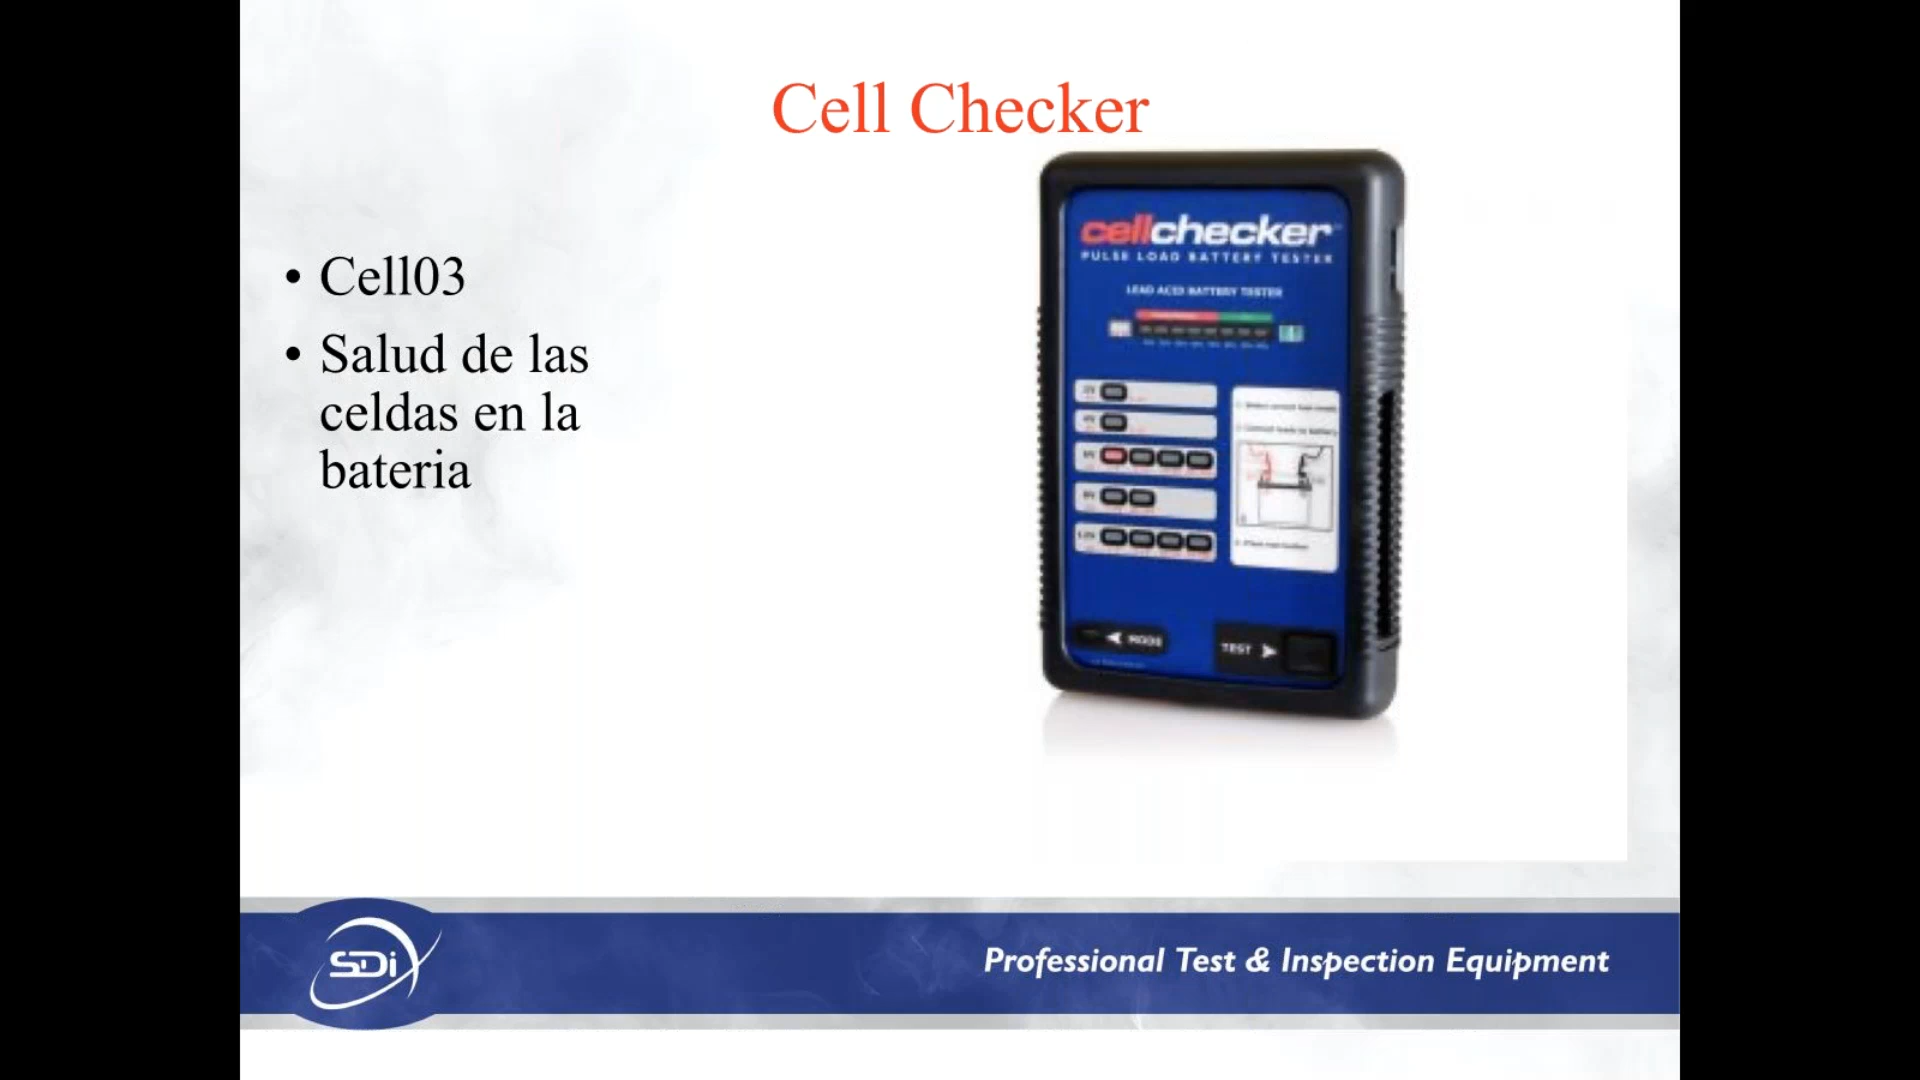 Cell Checker
• Cell03
• Salud de las
celdas en la
bateria
cellchecker
PULSE LOAD BATTERY TESTER
LEAD ACID BATTERY TESTER
MODE
TEST
SDi
Professional Test & Inspection Equipment